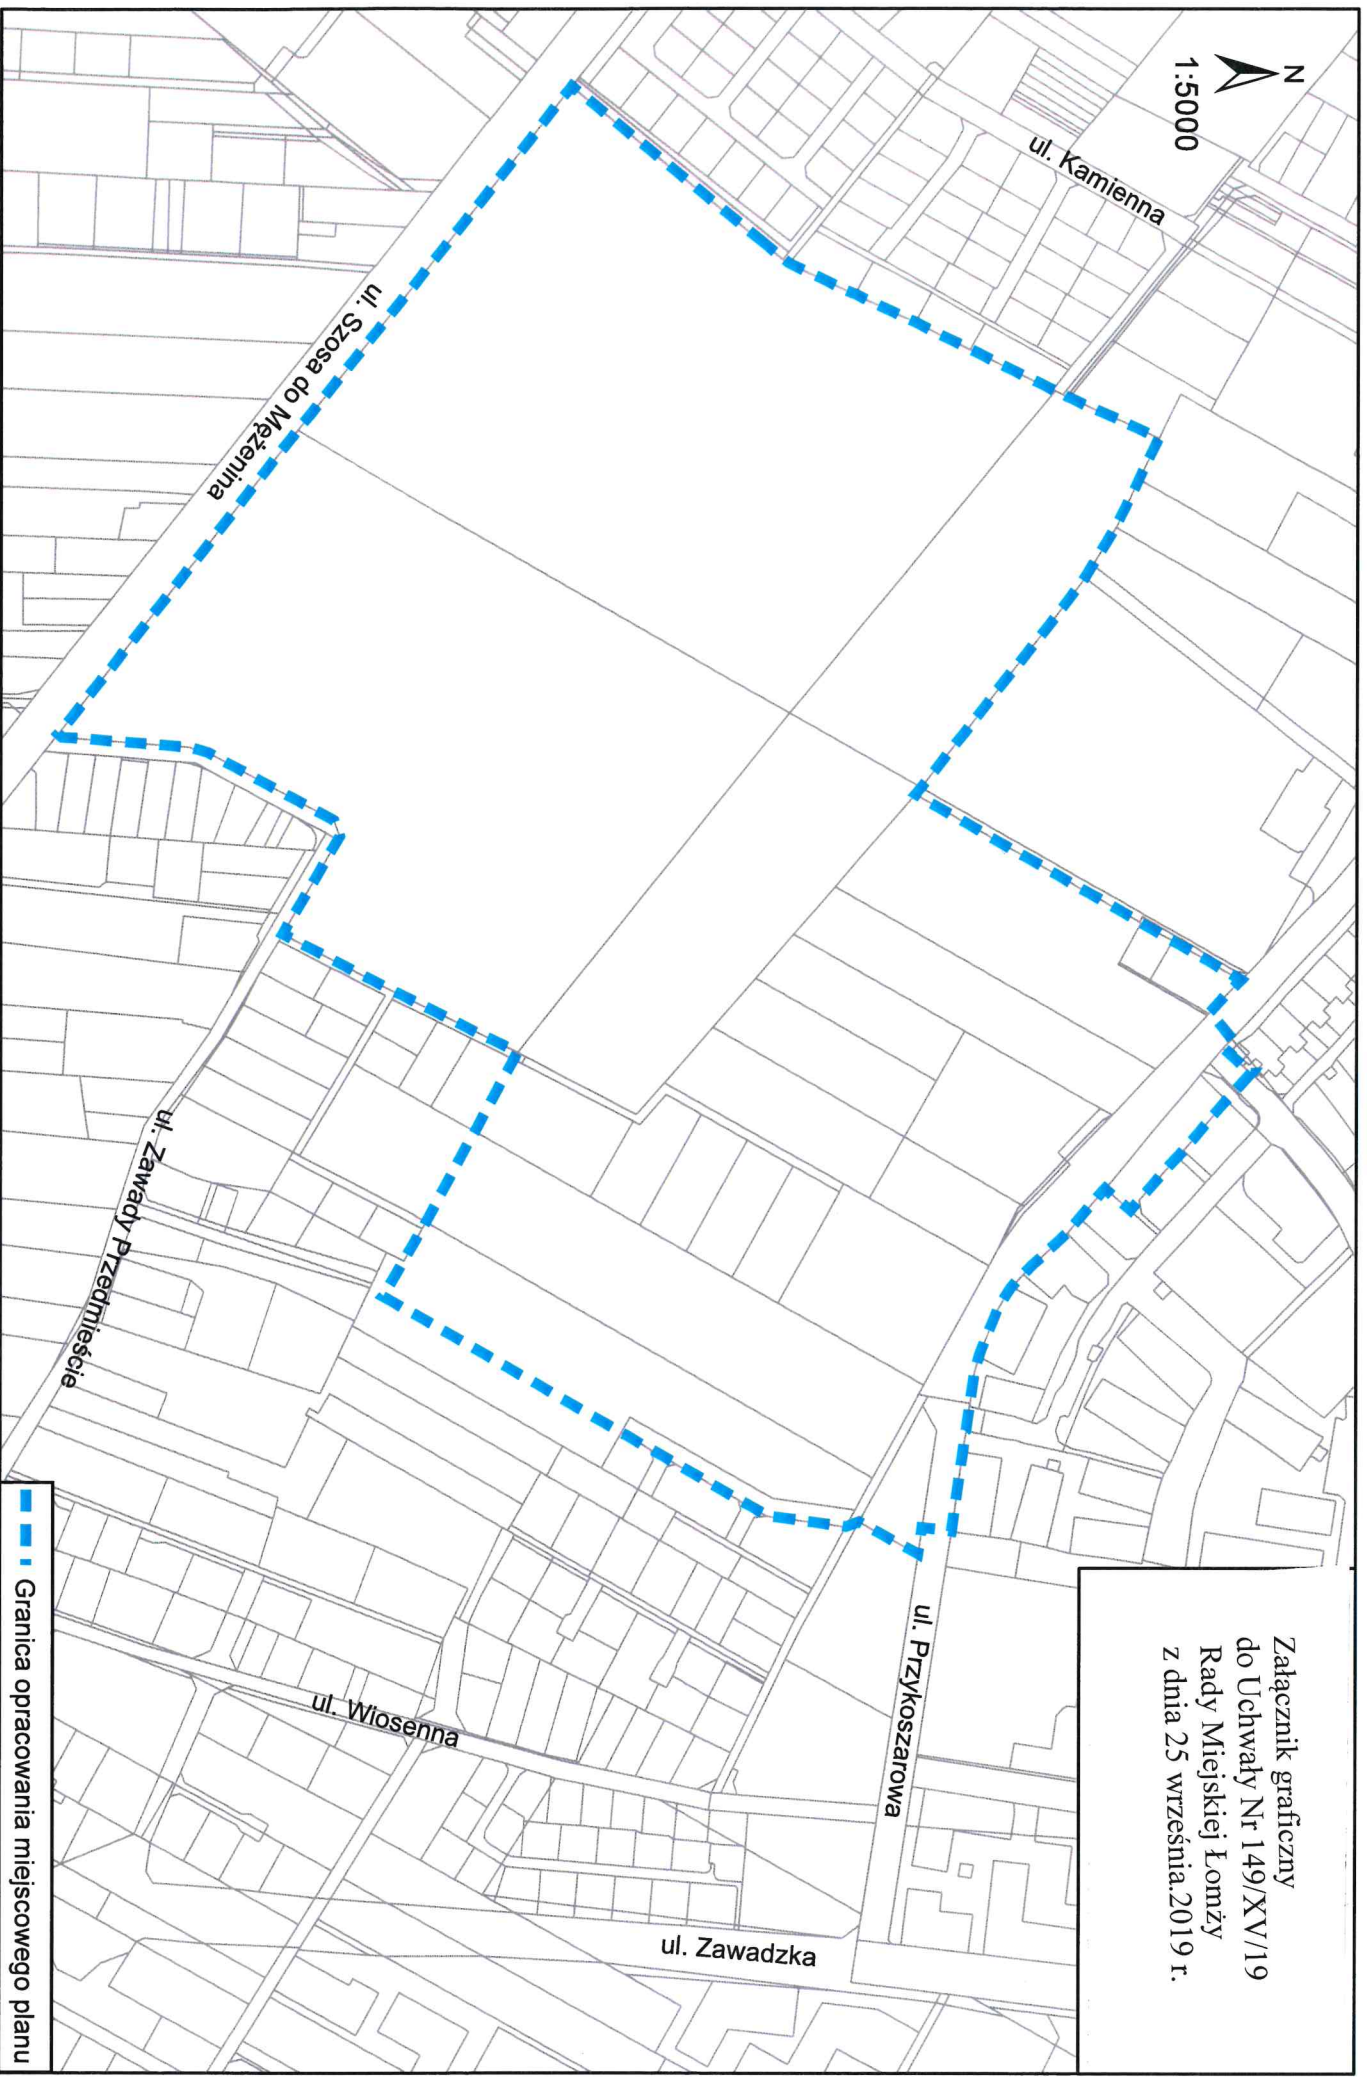 N
1:5000
Załącznik graficzny
do Uchwały Nr 149/XV/19
Rady Miejskiej Łomży
z dnia 25 września.2019 r.
ul. Kamienna
ul. Szosa do Mężenina
ul. Przykoszarowa
ul. Zawady Przedmieście
ul. Wiosenna
ul. Zawadzka
Granica opracowania miejscowego planu